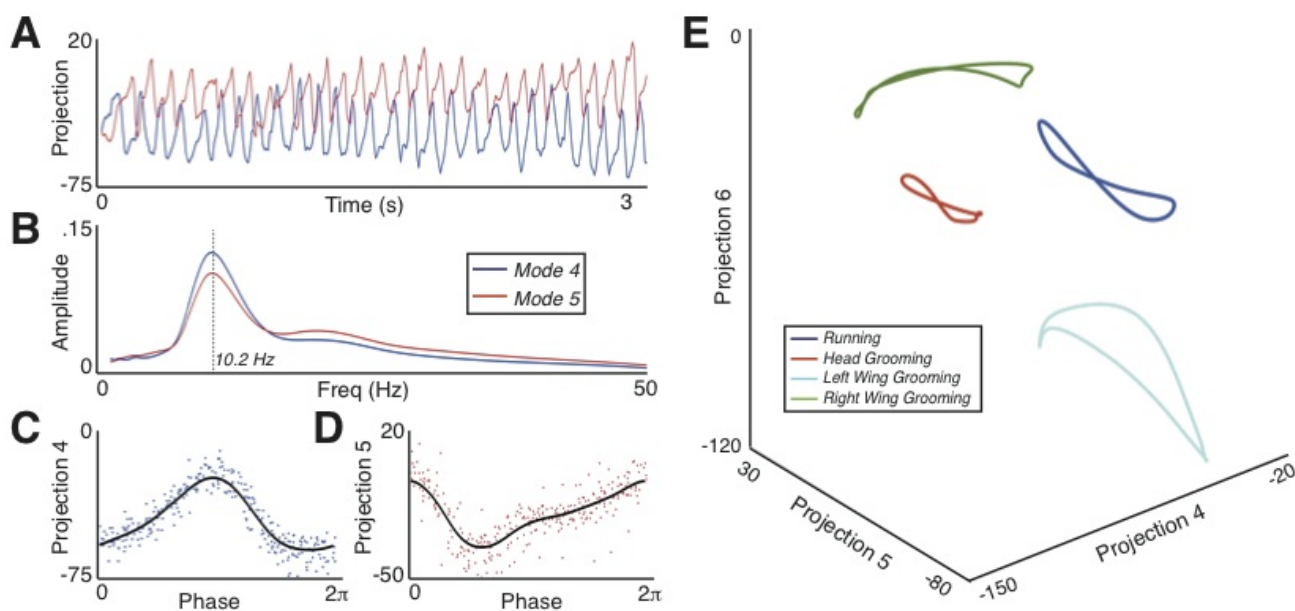 A
20
Projection
-75
0
Time (s)
3
B
.15
Amplitude
0
10.2 Hz
Mode 4
Mode 5
0
Freq (Hz)
50
C
0
Projection 4
-75
0
Phase
2π
D
20
Projection 5
-50
0
Phase
2π
E
0
Projection 6
-120
Running
Head Grooming
Left Wing Grooming
Right Wing Grooming
30
Projection 5
-80
-150
Projection 4
-20